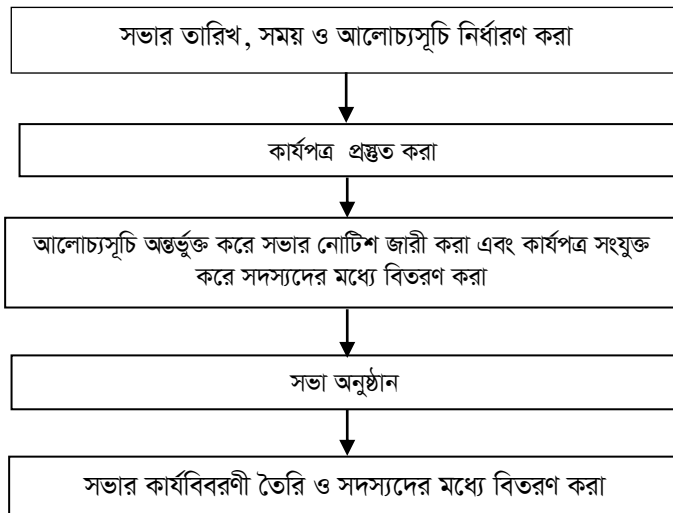 সভার তারিখ, সময় ও আলোচ্যসূচি নির্ধারণ করা
কার্যপত্র প্রস্তুত করা
আলোচ্যসূচি অন্তর্ভুক্ত করে সভার নোটিশ জারী করা এবং কার্যপত্র সংযুক্ত
করে সদস্যদের মধ্যে বিতরণ করা
সভা অনুষ্ঠান
সভার কার্যবিবরণী তৈরি ও সদস্যদের মধ্যে বিতরণ করা